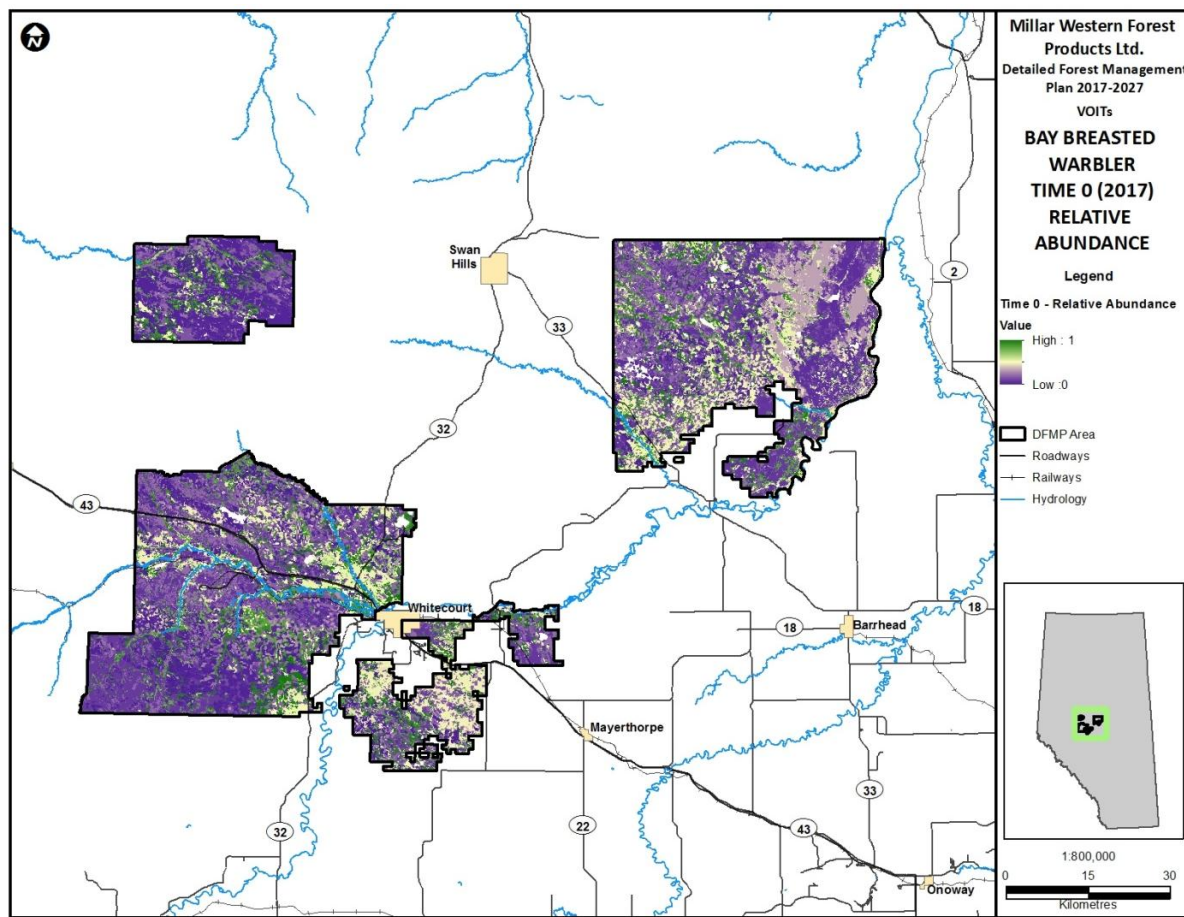 N
Millar Western Forest
Products Ltd.
Detailed Forest Management
Plan 2017-2027
VOITs
BAY BREASTED
WARBLER
TIME 0 (2017)
RELATIVE
ABUNDANCE
Legend
Time 0 - Relative Abundance
Value
High : 1
Low :0
DFMP Area
Roadways
Railways
Hydrology
Swan
Hills
2
33
32
43
Whitecourt
18
18
Barrhead
Mayerthorpe
33
32
22
43
Onoway
1:800,000
0 15 30
Kilometres